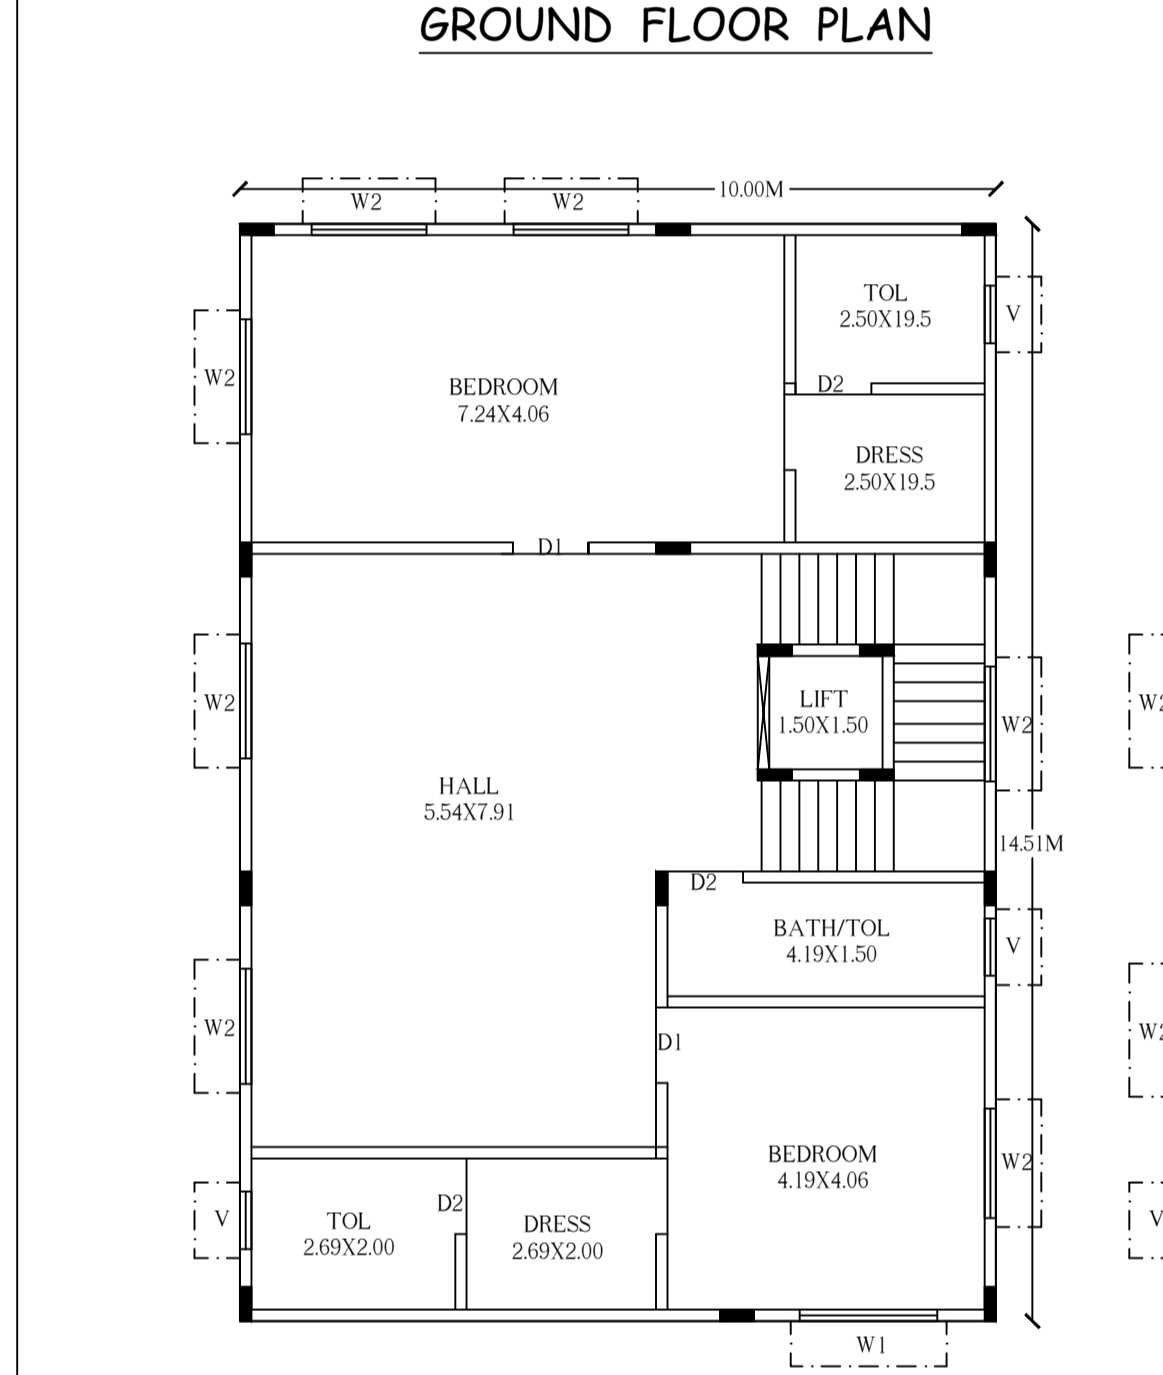 GROUND FLOOR PLAN
10.00M
W2
W2
TOL
2.50X19.5
V
W2
BEDROOM
7.24X4.06
D2
DRESS
2.50X19.5
D1
W2
LIFT
1.50X1.50
W2
W2
HALL
5.54X7.91
14.51M
D2
BATH/TOL
4.19X1.50
V
W2
D1
W2
BEDROOM
4.19X4.06
W2
D2
V
TOL
2.69X2.00
DRESS
2.69X2.00
V
W1